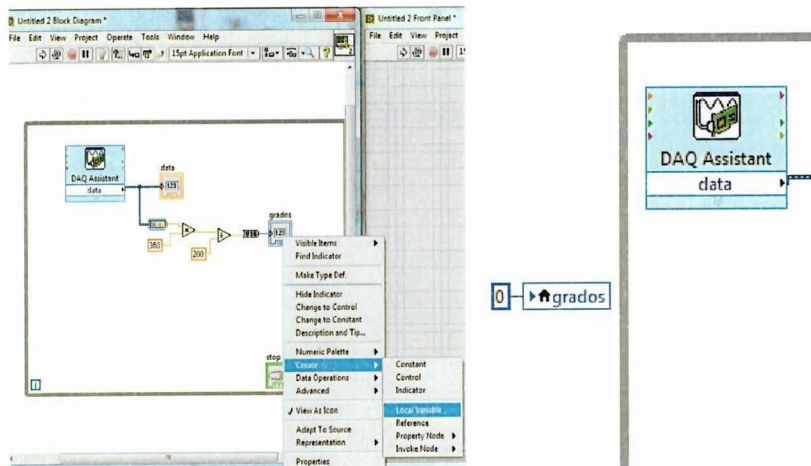 Untitled 2 Block Diagram *
File Edit View Project Operate Tools Window Help
15pt Application Font
2
DAQ Assistant
data
data
123
360
200
U16
grados
123
stop
i
Visible Items
Find Indicator
Make Type Def.
Hide Indicator
Change to Control
Change to Constant
Description and Tip...
Numeric Palette
Create
Data Operations
Advanced
View As Icon
Adapt To Source
Representation
Properties
Constant
Control
Indicator
Local Variable
Reference
Property Node
Invoke Node
Untitled 2 Front Panel *
File Edit View Project
DAQ Assistant
data
0
grados